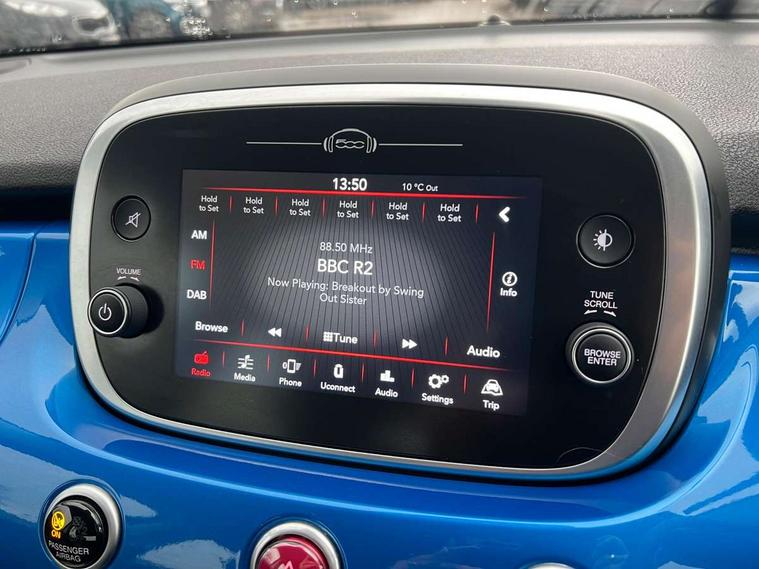 500
13:50
10 °C Out
Hold to Set
Hold to Set
Hold to Set
Hold to Set
Hold to Set
Hold to Set
AM
FM
DAB
88.50 MHz
BBC R2
Now Playing: Breakout by Swing
Out Sister
Info
Browse
Tune
Audio
Radio
Media
Phone
Uconnect
Audio
Settings
Trip
VOLUME
TUNE
SCROLL
BROWSE
ENTER
ON
PASSENGER
AIRBAG